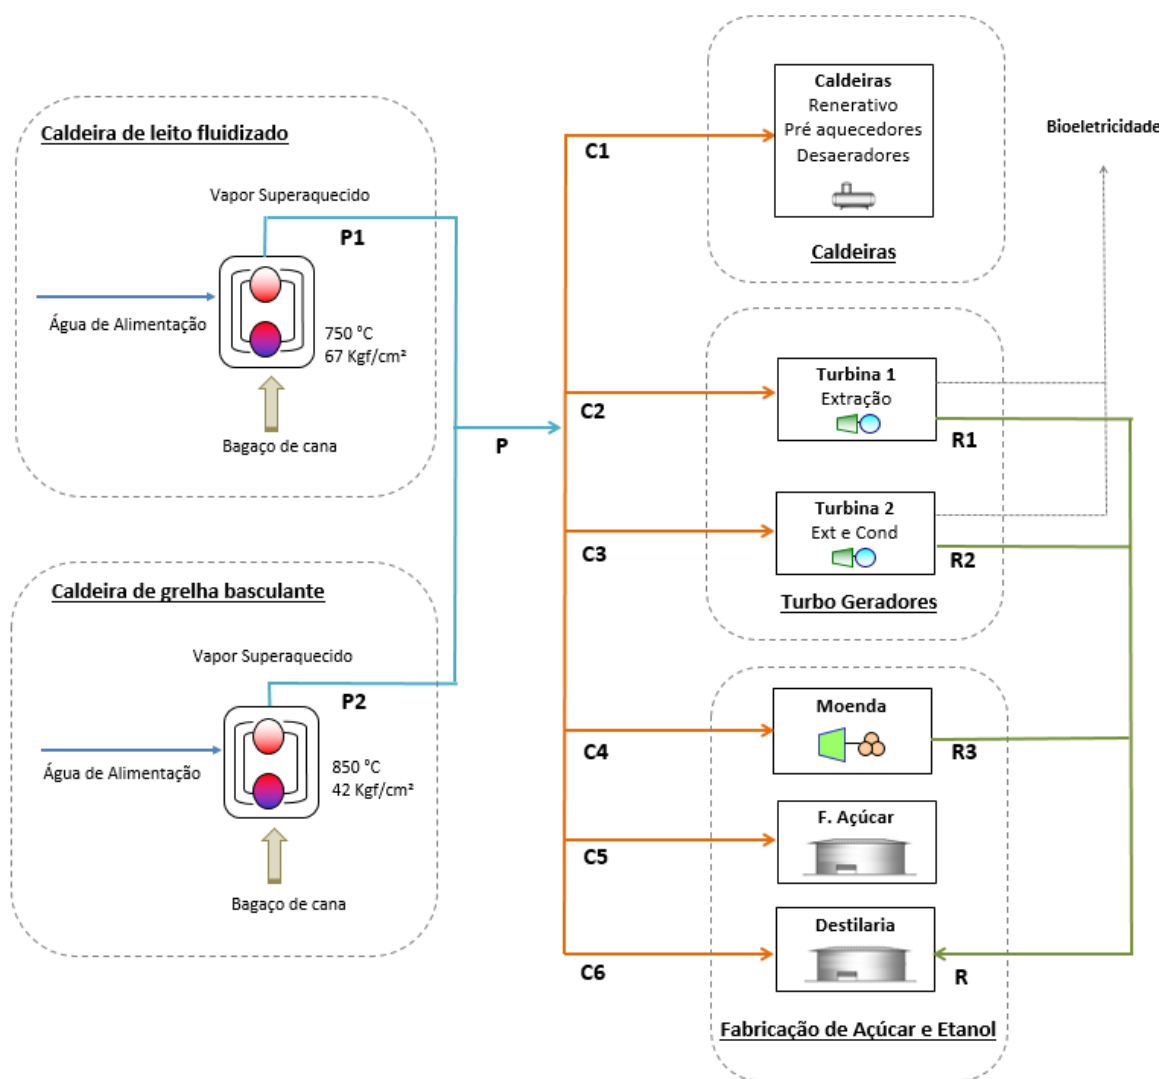 Caldeira de leito fluidizado
Vapor Superaquecido
P1
Água de Alimentação
750 °C
67 Kgf/cm²
Bagaço de cana
P
Caldeira de grelha basculante
Vapor Superaquecido
P2
Água de Alimentação
850 °C
42 Kgf/cm²
Bagaço de cana
C1
Caldeiras
Renerativo
Pré aquecedores
Desaeradores
Caldeiras
Bioeletricidade
C2
Turbina 1
Extração
R1
C3
Turbina 2
Ext e Cond
R2
Turbo Geradores
C4
Moenda
R3
C5
F. Açúcar
C6
Destilaria
R
Fabricação de Açúcar e Etanol